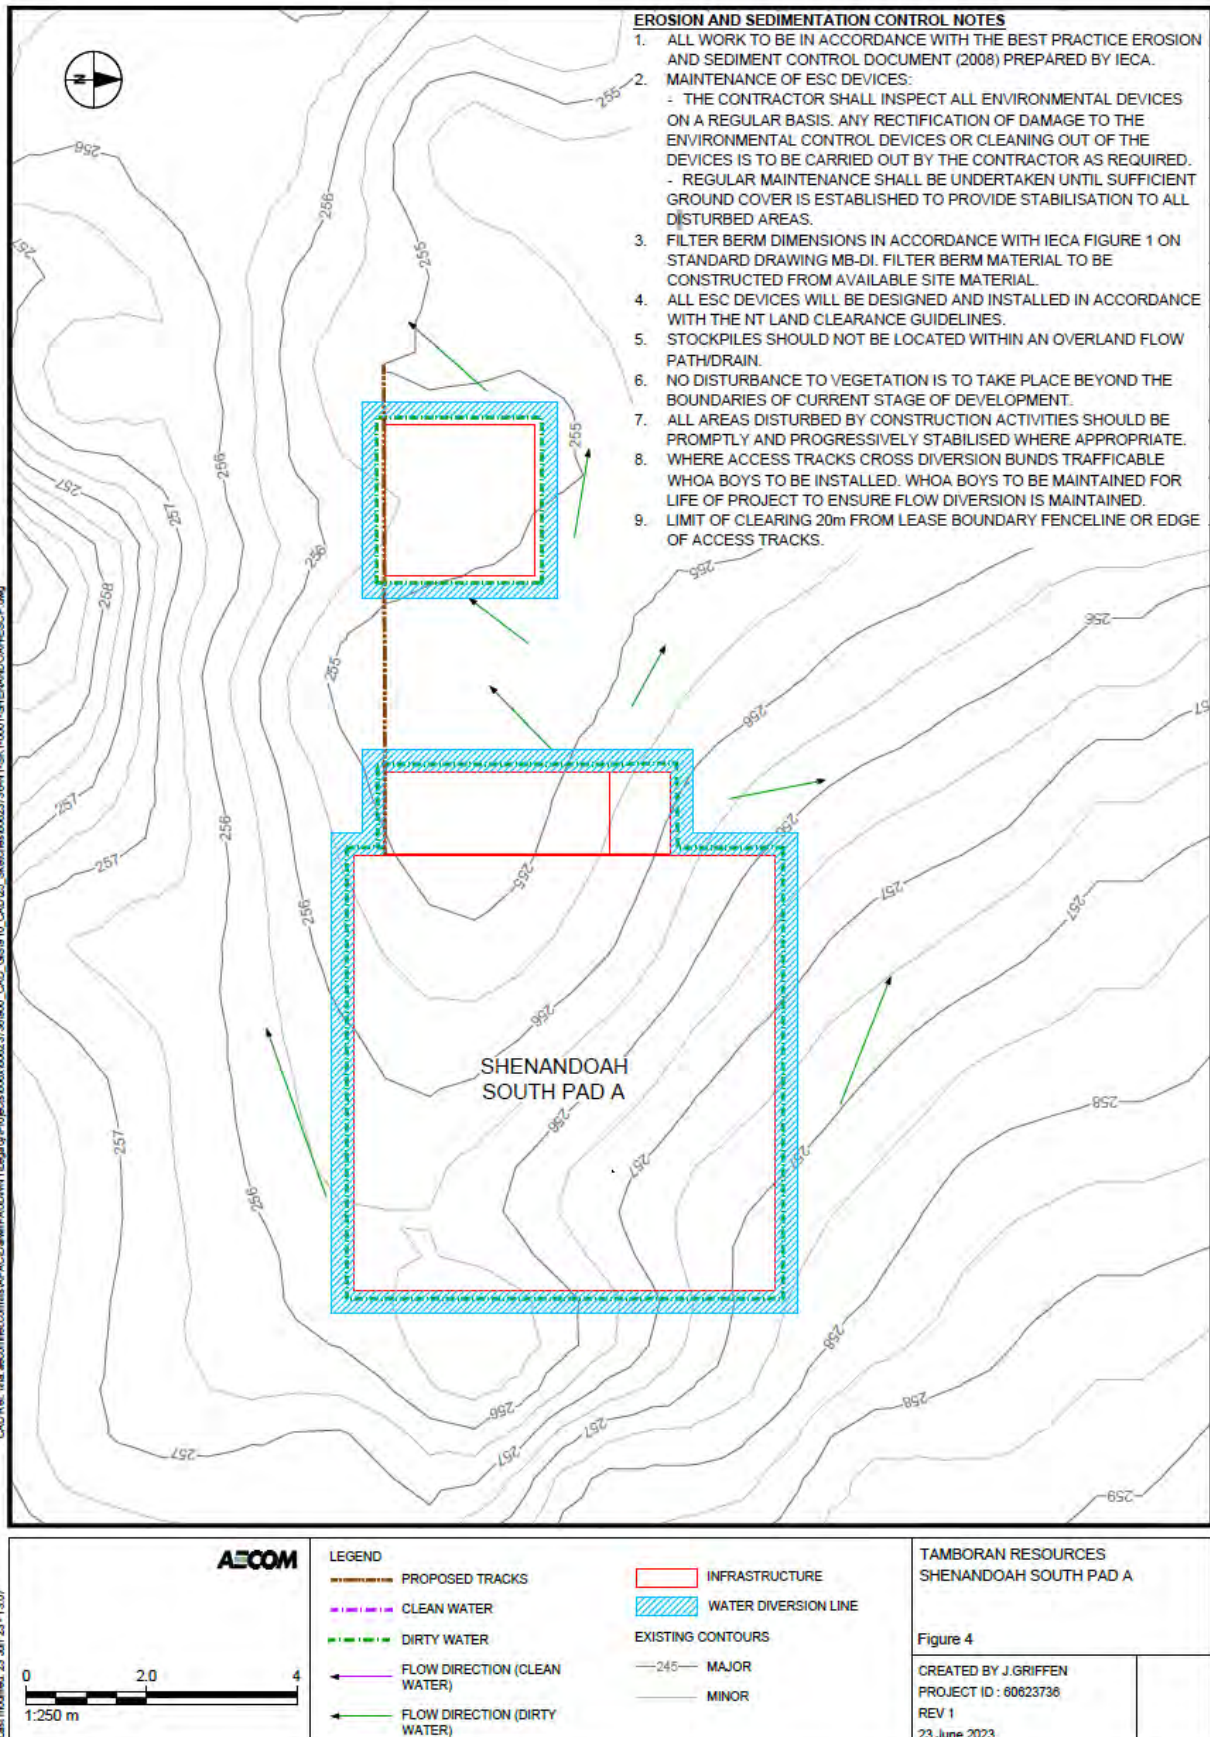 EROSION AND SEDIMENTATION CONTROL NOTES
1. ALL WORK TO BE IN ACCORDANCE WITH THE BEST PRACTICE EROSION
AND SEDIMENT CONTROL DOCUMENT (2008) PREPARED BY IECA.
2. MAINTENANCE OF ESC DEVICES:
- THE CONTRACTOR SHALL INSPECT ALL ENVIRONMENTAL DEVICES
ON A REGULAR BASIS. ANY RECTIFICATION OF DAMAGE TO THE
ENVIRONMENTAL CONTROL DEVICES OR CLEANING OUT OF THE
DEVICES IS TO BE CARRIED OUT BY THE CONTRACTOR AS REQUIRED.
- REGULAR MAINTENANCE SHALL BE UNDERTAKEN UNTIL SUFFICIENT
GROUND COVER IS ESTABLISHED TO PROVIDE STABILISATION TO ALL
DISTURBED AREAS.
3. FILTER BERM DIMENSIONS IN ACCORDANCE WITH IECA FIGURE 1 ON
STANDARD DRAWING MB-DI. FILTER BERM MATERIAL TO BE
CONSTRUCTED FROM AVAILABLE SITE MATERIAL.
4. ALL ESC DEVICES WILL BE DESIGNED AND INSTALLED IN ACCORDANCE
WITH THE NT LAND CLEARANCE GUIDELINES.
5. STOCKPILES SHOULD NOT BE LOCATED WITHIN AN OVERLAND FLOW
PATH/DRAIN.
6. NO DISTURBANCE TO VEGETATION IS TO TAKE PLACE BEYOND THE
BOUNDARIES OF CURRENT STAGE OF DEVELOPMENT.
7. ALL AREAS DISTURBED BY CONSTRUCTION ACTIVITIES SHOULD BE
PROMPTLY AND PROGRESSIVELY STABILISED WHERE APPROPRIATE.
8. WHERE ACCESS TRACKS CROSS DIVERSION BUNDS TRAFFICABLE
WHOA BOYS TO BE INSTALLED. WHOA BOYS TO BE MAINTAINED FOR
LIFE OF PROJECT TO ENSURE FLOW DIVERSION IS MAINTAINED.
9. LIMIT OF CLEARING 20m FROM LEASE BOUNDARY FENCELINE OR EDGE
OF ACCESS TRACKS.
N
255
256
256
257
255
256
255
257
257
256
255
258
256
256
255
257
256
257
256
257
255
257
257
256
256
SHENANDOAH
SOUTH PAD A
258
256
257
257
257
256
258
258
256
257
257
257
259
AECOM
0 2.0 4
1:250 m
LEGEND
PROPOSED TRACKS
CLEAN WATER
DIRTY WATER
FLOW DIRECTION (CLEAN
WATER)
FLOW DIRECTION (DIRTY
WATER)
INFRASTRUCTURE
WATER DIVERSION LINE
EXISTING CONTOURS
245 MAJOR
MINOR
TAMBORAN RESOURCES
SHENANDOAH SOUTH PAD A
Figure 4
CREATED BY J.GRIFFEN
PROJECT ID : 60623736
REV 1
23 June 2023